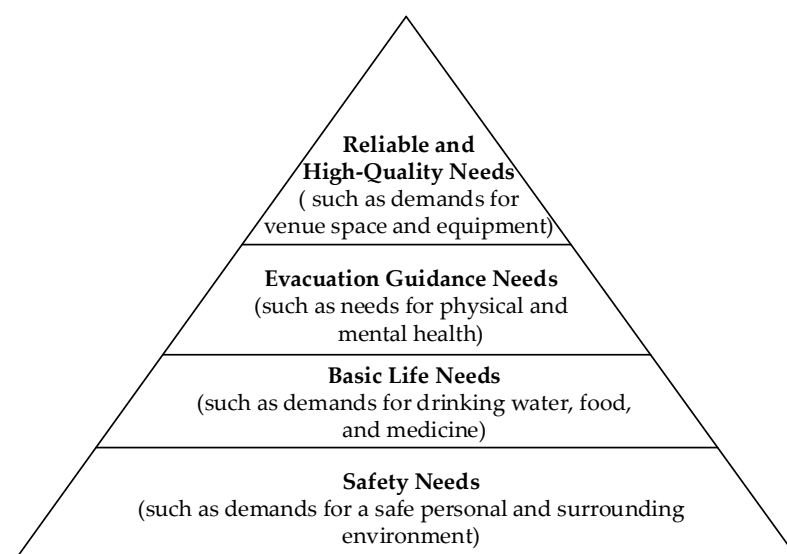 Reliable and
High-Quality Needs
( such as demands for
venue space and equipment)
Evacuation Guidance Needs
(such as needs for physical and
mental health)
Basic Life Needs
(such as demands for drinking water, food,
and medicine)
Safety Needs
(such as demands for a safe personal and surrounding
environment)